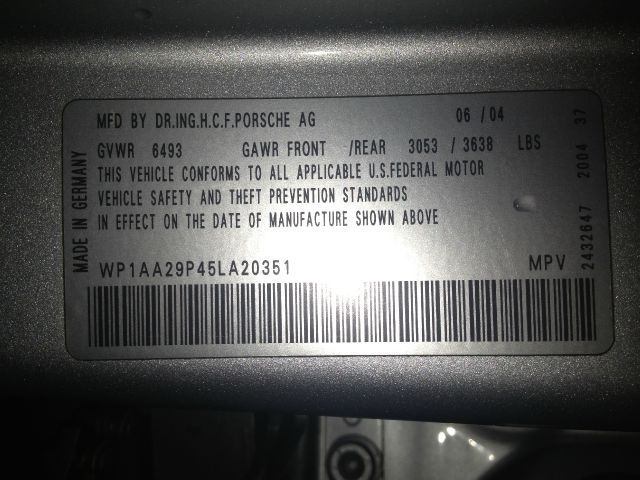 MFD BY DR.ING.H.C.F.PORSCHE AG 06 / 04
GVWR 6493 GAWR FRONT /REAR 3053 / 3638 LBS
THIS VEHICLE CONFORMS TO ALL APPLICABLE U.S.FEDERAL MOTOR
VEHICLE SAFETY AND THEFT PREVENTION STANDARDS
IN EFFECT ON THE DATE OF MANUFACTURE SHOWN ABOVE
WP1AA29P45LA20351 MPV
MADE IN GERMANY
2432647 2004 37